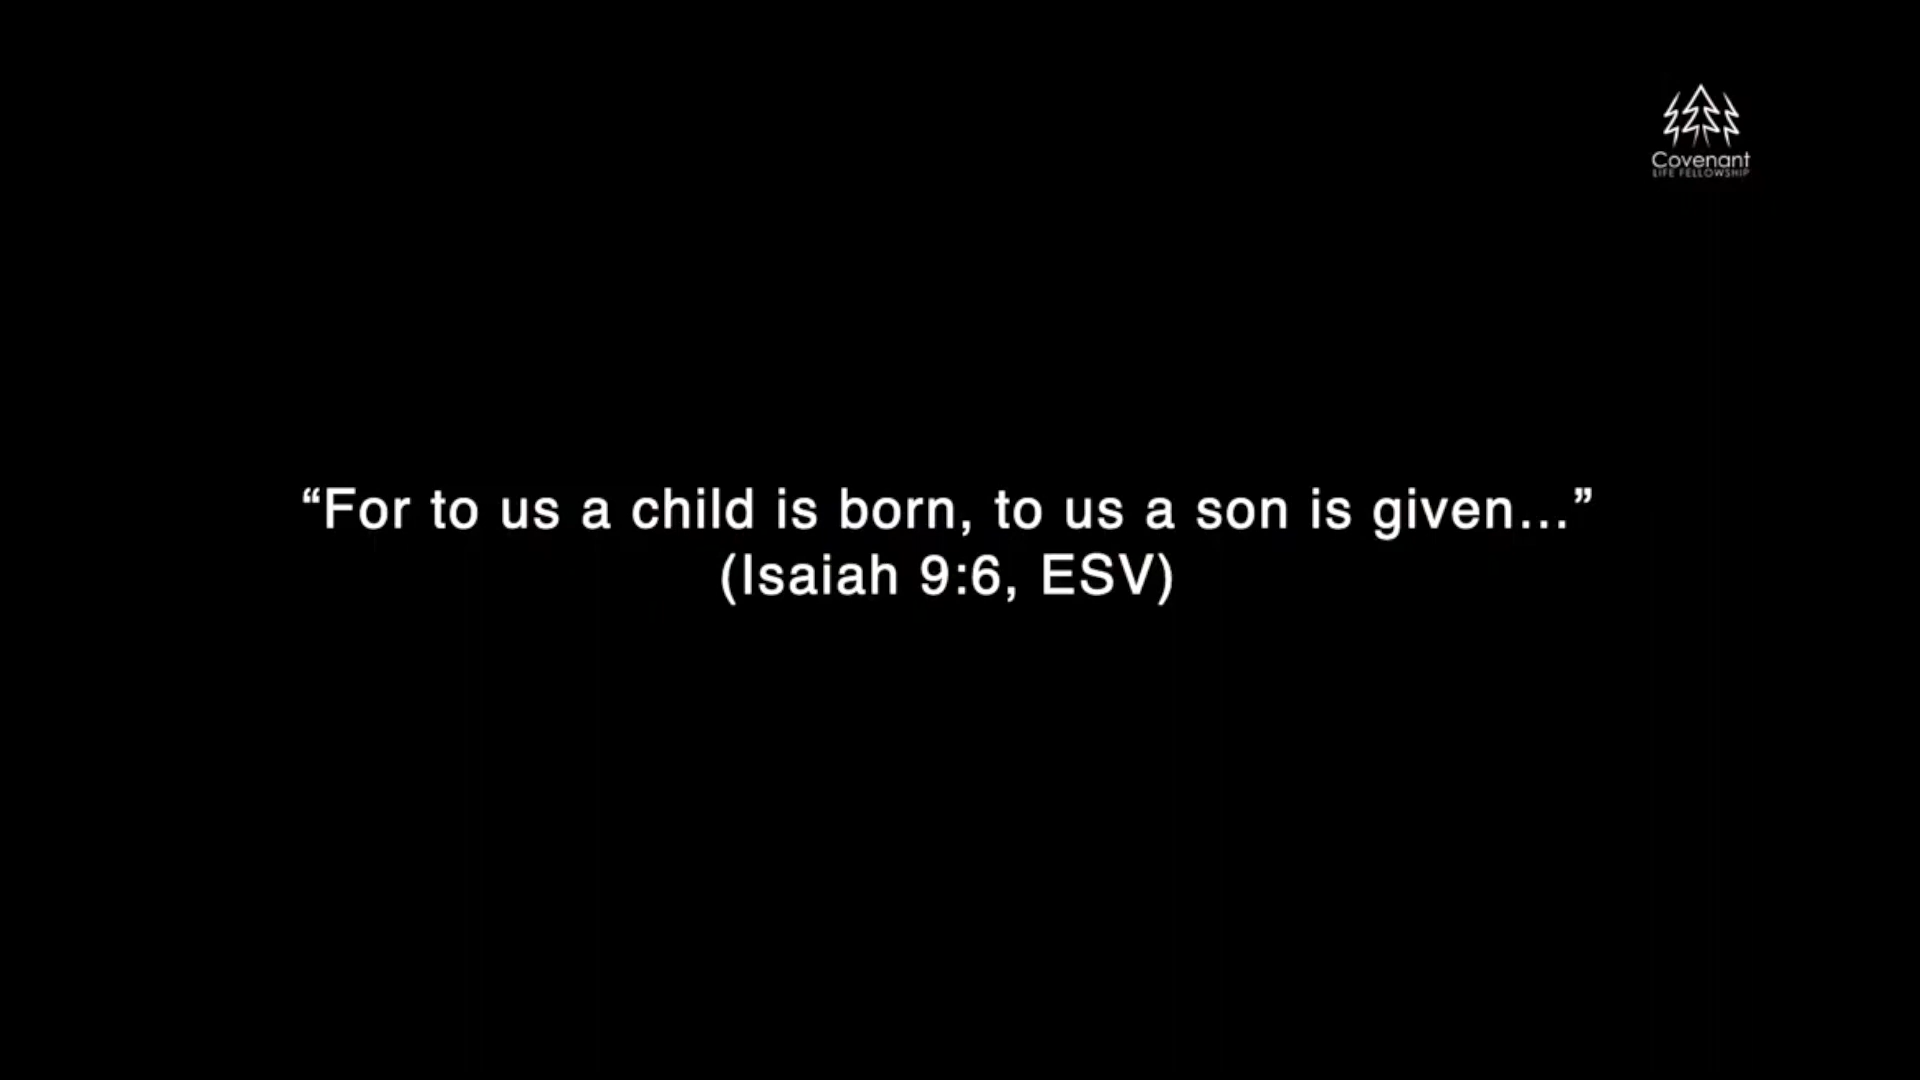 Covenant
LIFE FELLOWSHIP
“For to us a child is born, to us a son is given...”
(Isaiah 9:6, ESV)